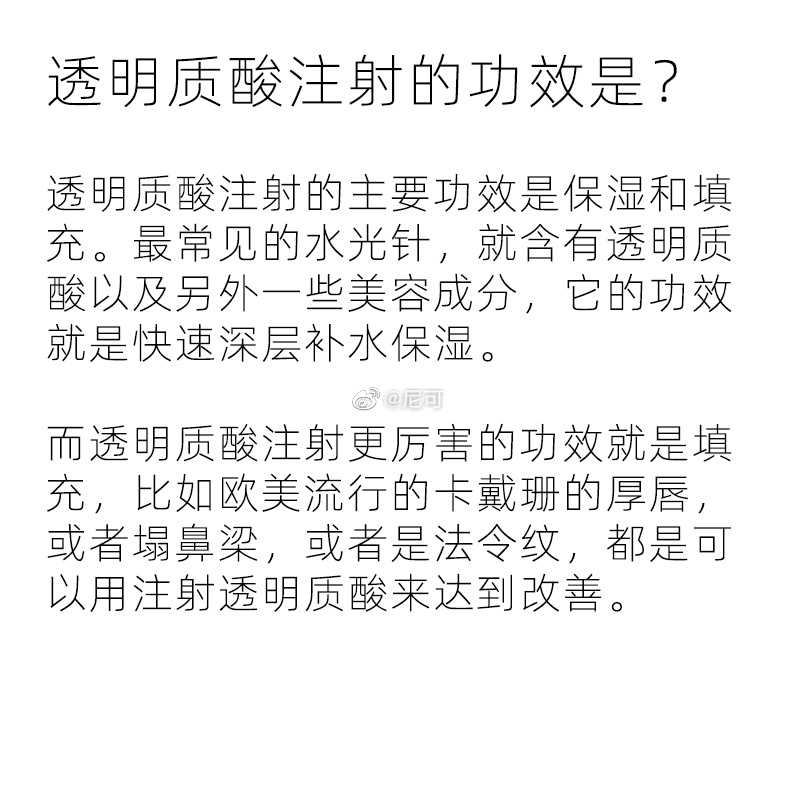 透明质酸注射的功效是？
透明质酸注射的主要功效是保湿和填
充。最常见的水光针，就含有透明质
酸以及另外一些美容成分，它的功效
就是快速深层补水保湿。
@尼可
而透明质酸注射更厉害的功效就是填
充，比如欧美流行的卡戴珊的厚唇，
或者塌鼻梁，或者是法令纹，都是可
以用注射透明质酸来达到改善。